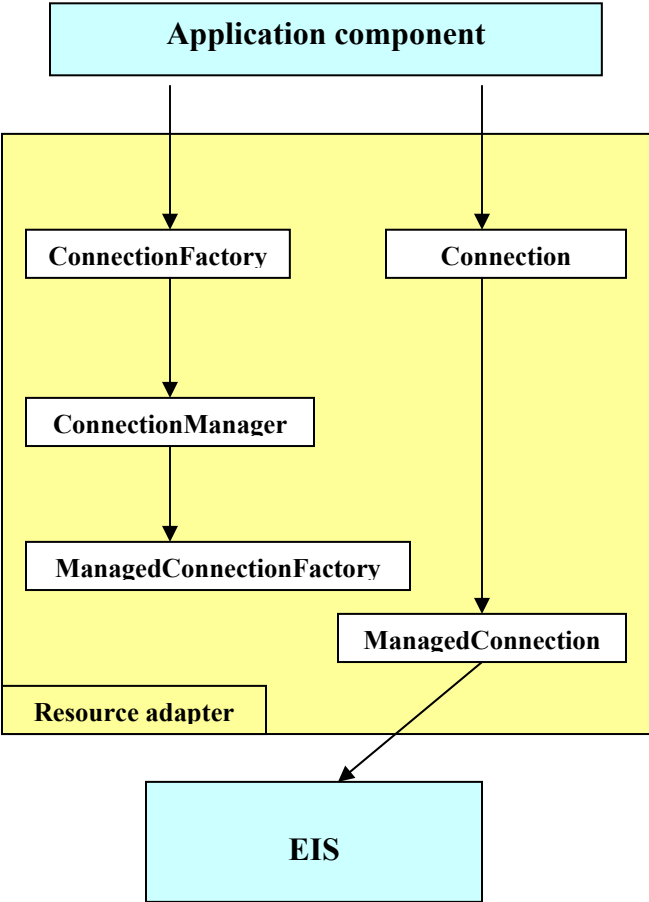 Application component
ConnectionFactory
Connection
ConnectionManager
ManagedConnectionFactory
ManagedConnection
Resource adapter
EIS